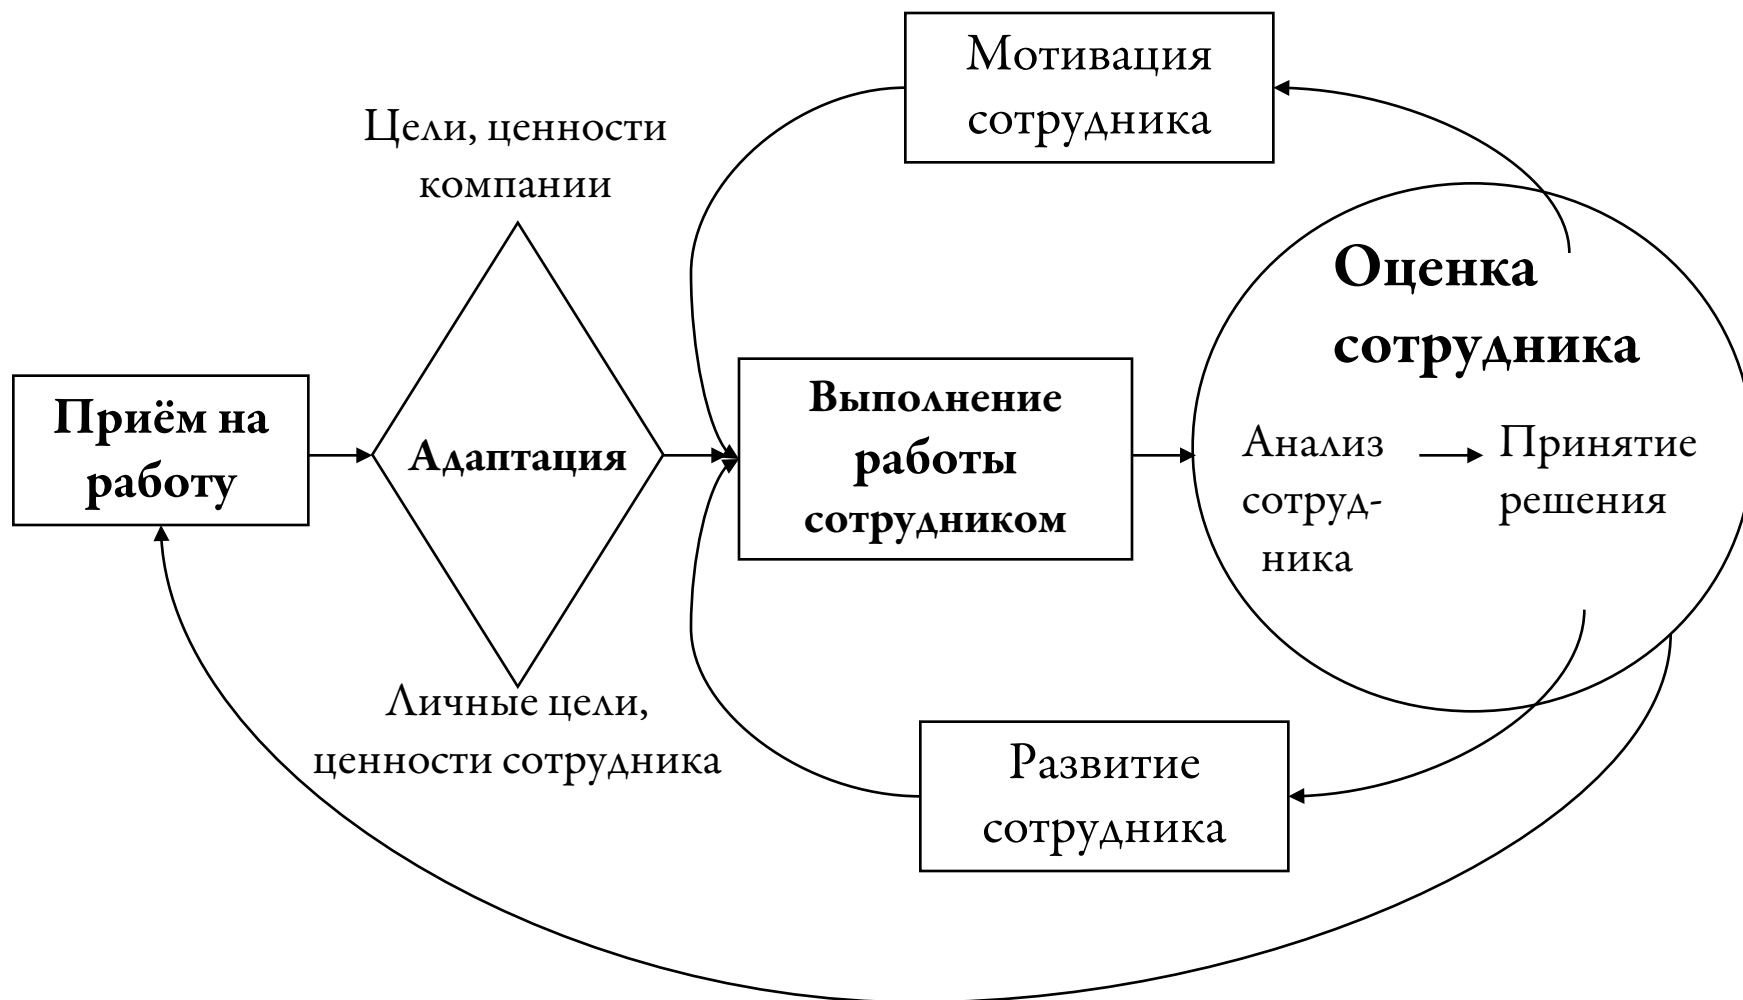 Мотивация
сотрудника
Цели, ценности
компании
Оценка
сотрудника
Приём на
работу
Адаптация
Выполнение
работы
сотрудником
Анализ
сотруд-
ника
Принятие
решения
Личные цели,
ценности сотрудника
Развитие
сотрудника